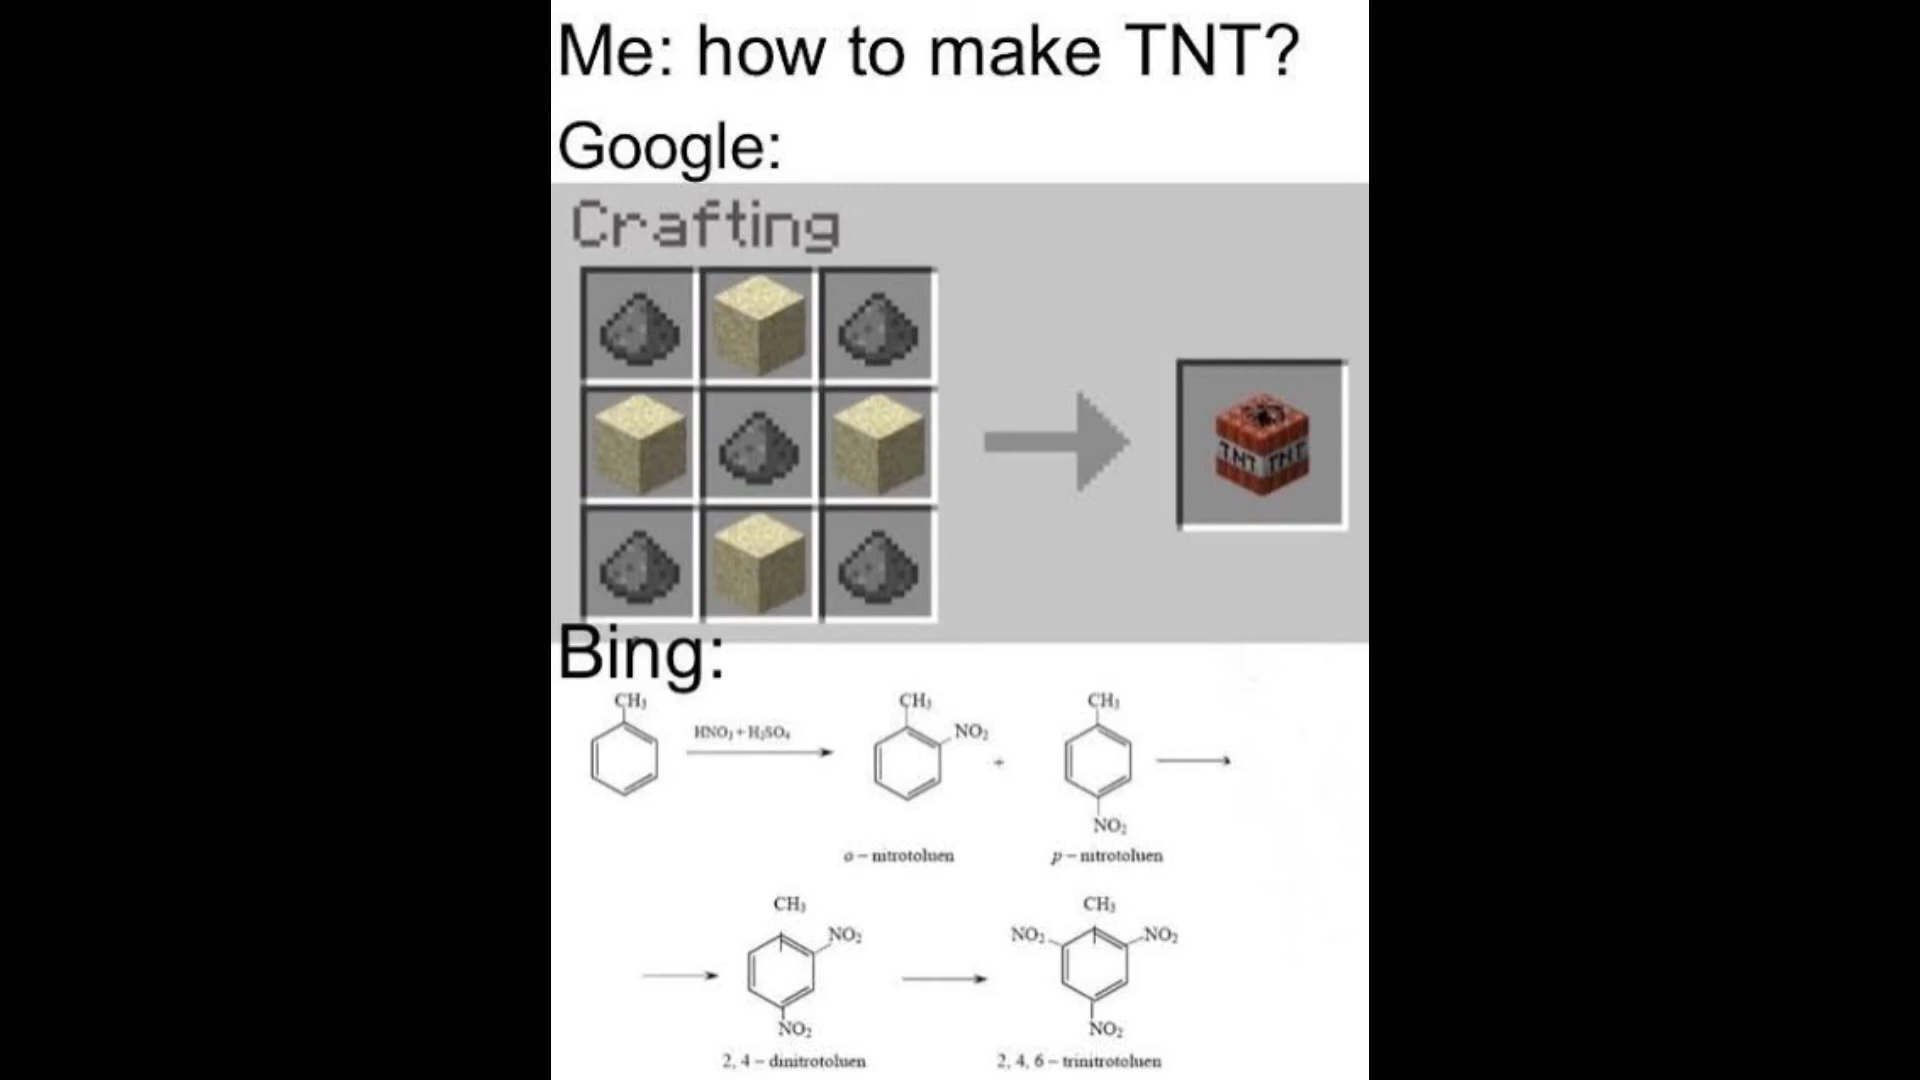 Me: how to make TNT?
Google:
Crafting
TNT TNT
Bing:
CH₃ CH₃ CH₃
HNO₃ + H₂SO₄ NO₂
+
NO₂
o – nitrotoluen p – nitrotoluen
CH₃ CH₃
NO₂ NO₂ NO₂
NO₂ NO₂
2, 4 – dinitrotoluen 2, 4, 6 – trinitrotoluen